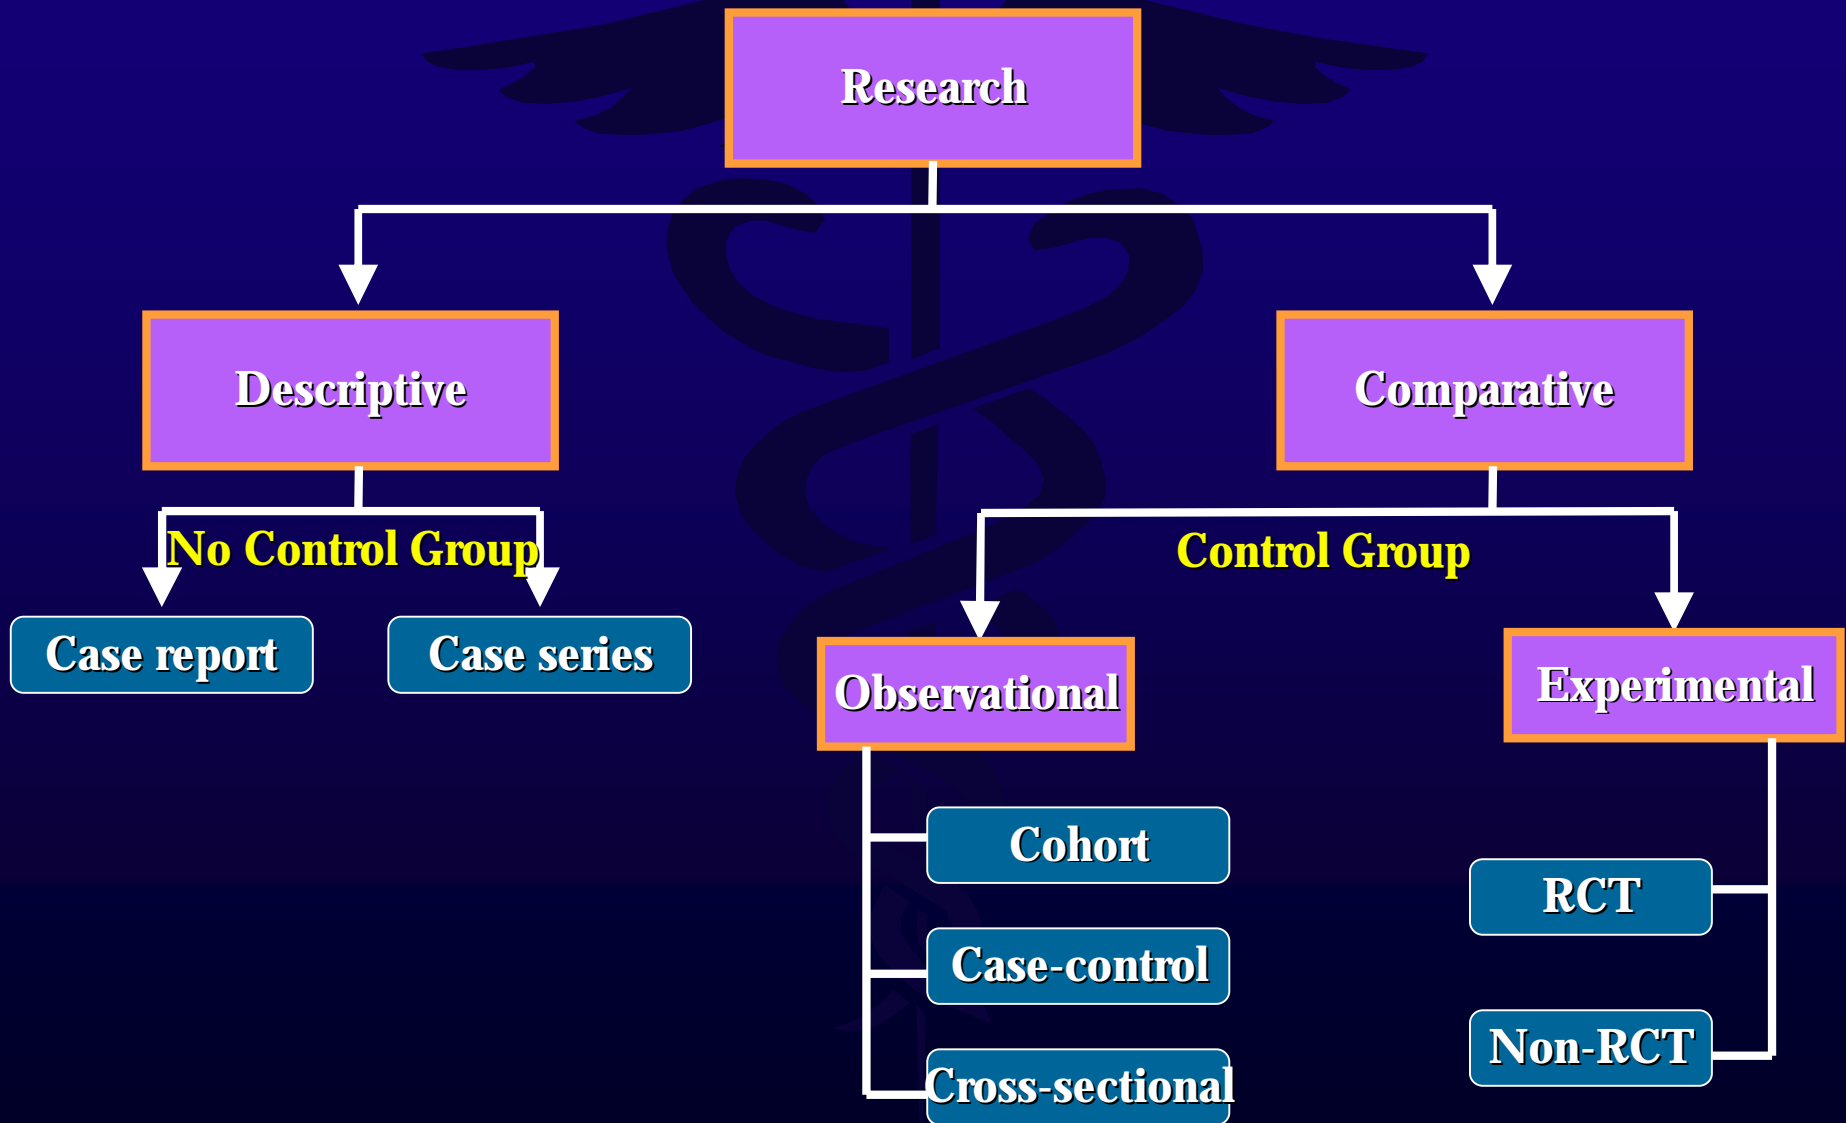 Research
Descriptive
Comparative
No Control Group
Control Group
Case report
Case series
Observational
Experimental
Cohort
Case-control
Cross-sectional
RCT
Non-RCT